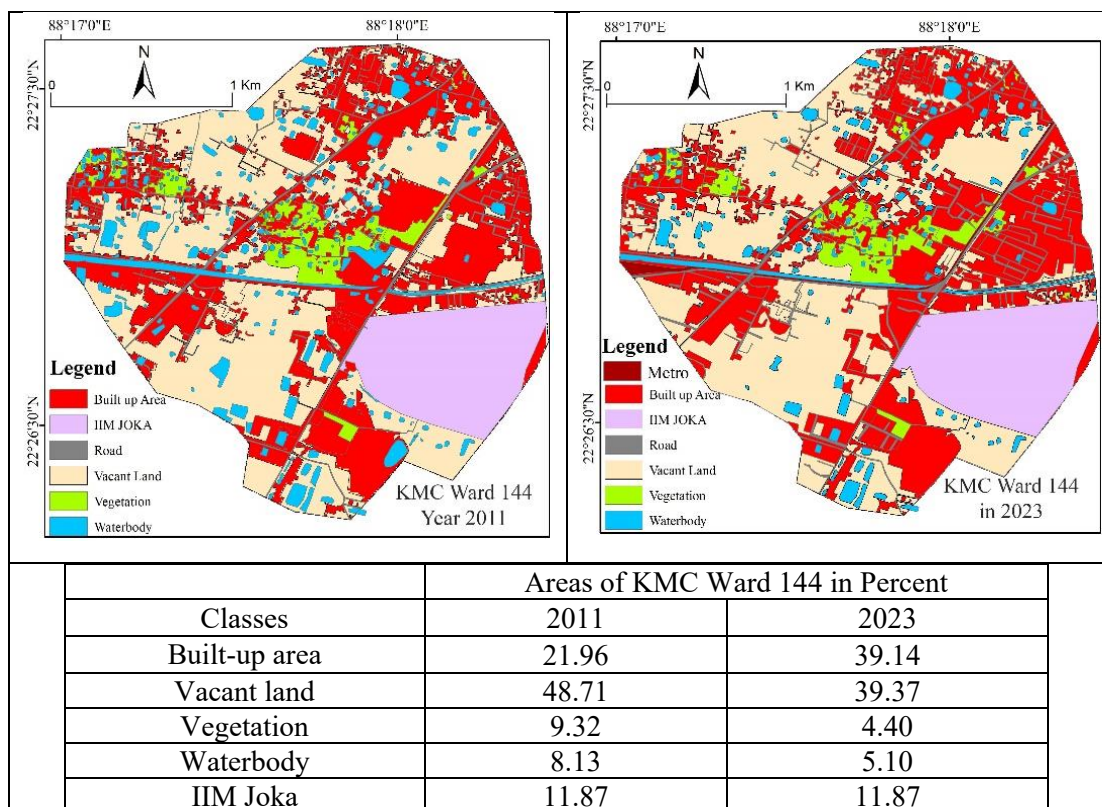 88°17'0"E
88°18'0"E
N
0
1 Km
22°27'30"N
22°26'30"N
Legend
Built up Area
IIM JOKA
Road
Vacant Land
Vegetation
Waterbody
KMC Ward 144
Year 2011
88°17'0"E
88°18'0"E
N
0
1 Km
22°27'30"N
22°26'30"N
Legend
Metro
Built up Area
IIM JOKA
Road
Vacant Land
Vegetation
Waterbody
KMC Ward 144
in 2023
Areas of KMC Ward 144 in Percent
Classes 2011 2023
Built-up area 21.96 39.14
Vacant land 48.71 39.37
Vegetation 9.32 4.40
Waterbody 8.13 5.10
IIM Joka 11.87 11.87